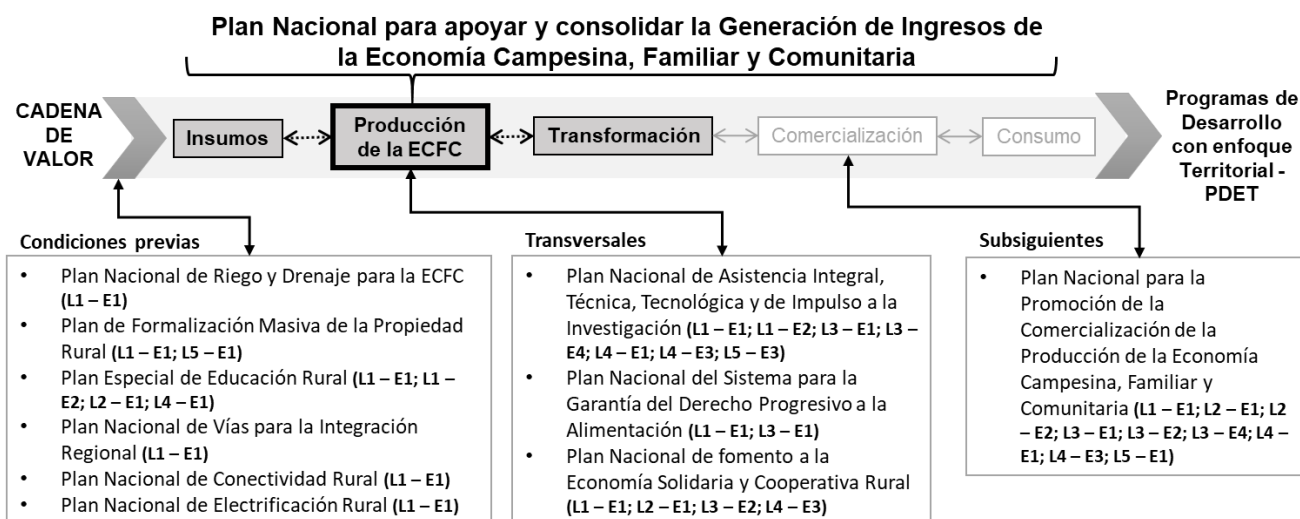 Plan Nacional para apoyar y consolidar la Generación de Ingresos de
la Economía Campesina, Familiar y Comunitaria
CADENA
DE
VALOR
Insumos
Producción
de la ECFC
Transformación
Comercialización
Consumo
Programas de
Desarrollo
con enfoque
Territorial -
PDET
Condiciones previas
• Plan Nacional de Riego y Drenaje para la ECFC
(L1 – E1)
• Plan de Formalización Masiva de la Propiedad
Rural (L1 – E1; L5 – E1)
• Plan Especial de Educación Rural (L1 – E1; L1 –
E2; L2 – E1; L4 – E1)
• Plan Nacional de Vías para la Integración
Regional (L1 – E1)
• Plan Nacional de Conectividad Rural (L1 – E1)
• Plan Nacional de Electrificación Rural (L1 – E1)
Transversales
• Plan Nacional de Asistencia Integral,
Técnica, Tecnológica y de Impulso a la
Investigación (L1 – E1; L1 – E2; L3 – E1; L3 –
E4; L4 – E1; L4 – E3; L5 – E3)
• Plan Nacional del Sistema para la
Garantía del Derecho Progresivo a la
Alimentación (L1 – E1; L3 – E1)
• Plan Nacional de fomento a la
Economía Solidaria y Cooperativa Rural
(L1 – E1; L2 – E1; L3 – E2; L4 – E3)
Subsiguientes
• Plan Nacional para la
Promoción de la
Comercialización de la
Producción de la Economía
Campesina, Familiar y
Comunitaria (L1 – E1; L2 – E1; L2
– E2; L3 – E1; L3 – E2; L3 – E4; L4 –
E1; L4 – E3; L5 – E1)